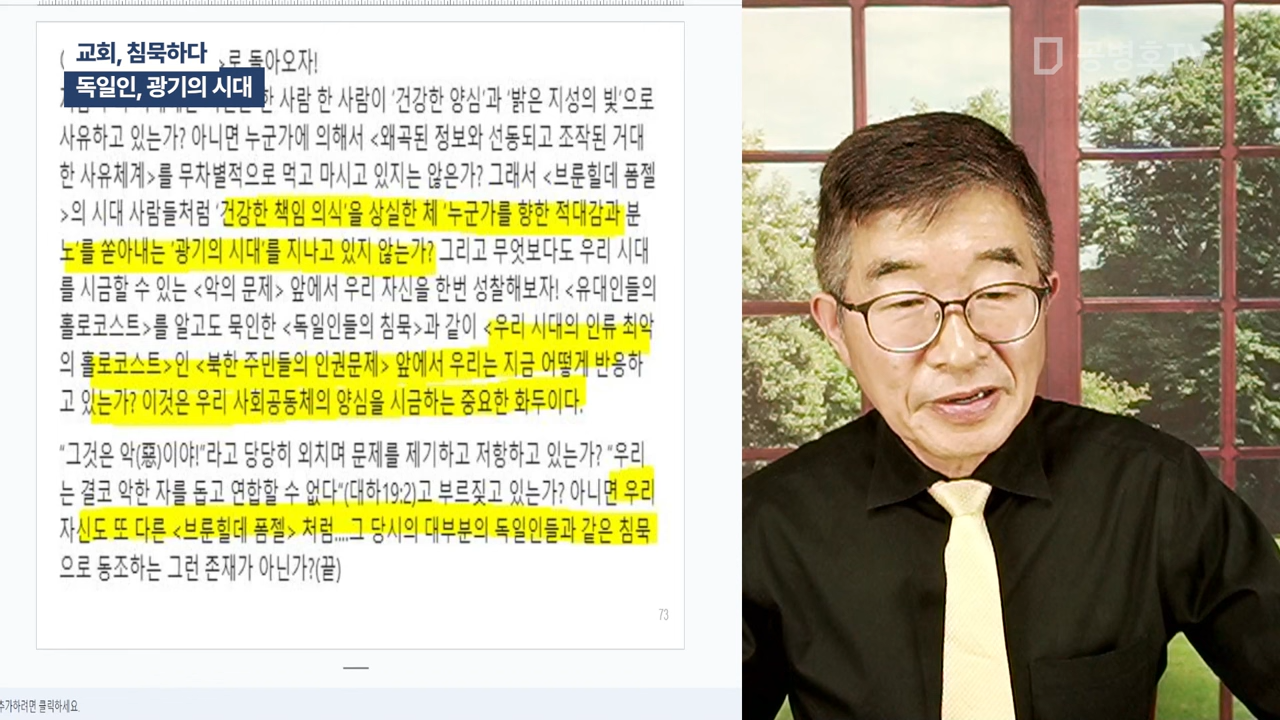 교회, 침묵하다
독일인, 광기의 시대
로 돌아오자!
한 사람 한 사람이 '건강한 양심'과 '밝은 지성의 빛'으로
사유하고 있는가? 아니면 누군가에 의해서 <왜곡된 정보와 선동되고 조작된 거대
한 사유체계>를 무차별적으로 먹고 마시고 있지는 않은가? 그래서 <브룬힐데 폼젤
>의 시대 사람들처럼 '건강한 책임 의식'을 상실한 체 '누군가를 향한 적대감과 분
노'를 쏟아내는 '광기의 시대'를 지나고 있지 않는가? 그리고 무엇보다도 우리 시대
를 시금할 수 있는 <악의 문제> 앞에서 우리 자신을 한번 성찰해보자! <유대인들의
홀로코스트>를 알고도 묵인한 <독일인들의 침묵>과 같이 <우리 시대의 인류 최악
의 홀로코스트>인 <북한 주민들의 인권문제> 앞에서 우리는 지금 어떻게 반응하
고 있는가? 이것은 우리 사회공동체의 양심을 시금하는 중요한 화두이다.
"그것은 악(惡)이야!"라고 당당히 외치며 문제를 제기하고 저항하고 있는가? "우리
는 결코 악한 자를 돕고 연합할 수 없다"(대하19:2)고 부르짖고 있는가? 아니면 우리
자신도 또 다른 <브룬힐데 폼젤> 처럼....그 당시의 대부분의 독일인들과 같은 침묵
으로 동조하는 그런 존재가 아닌가?(끝)
73
추가하려면 클릭하세요
공병호TV